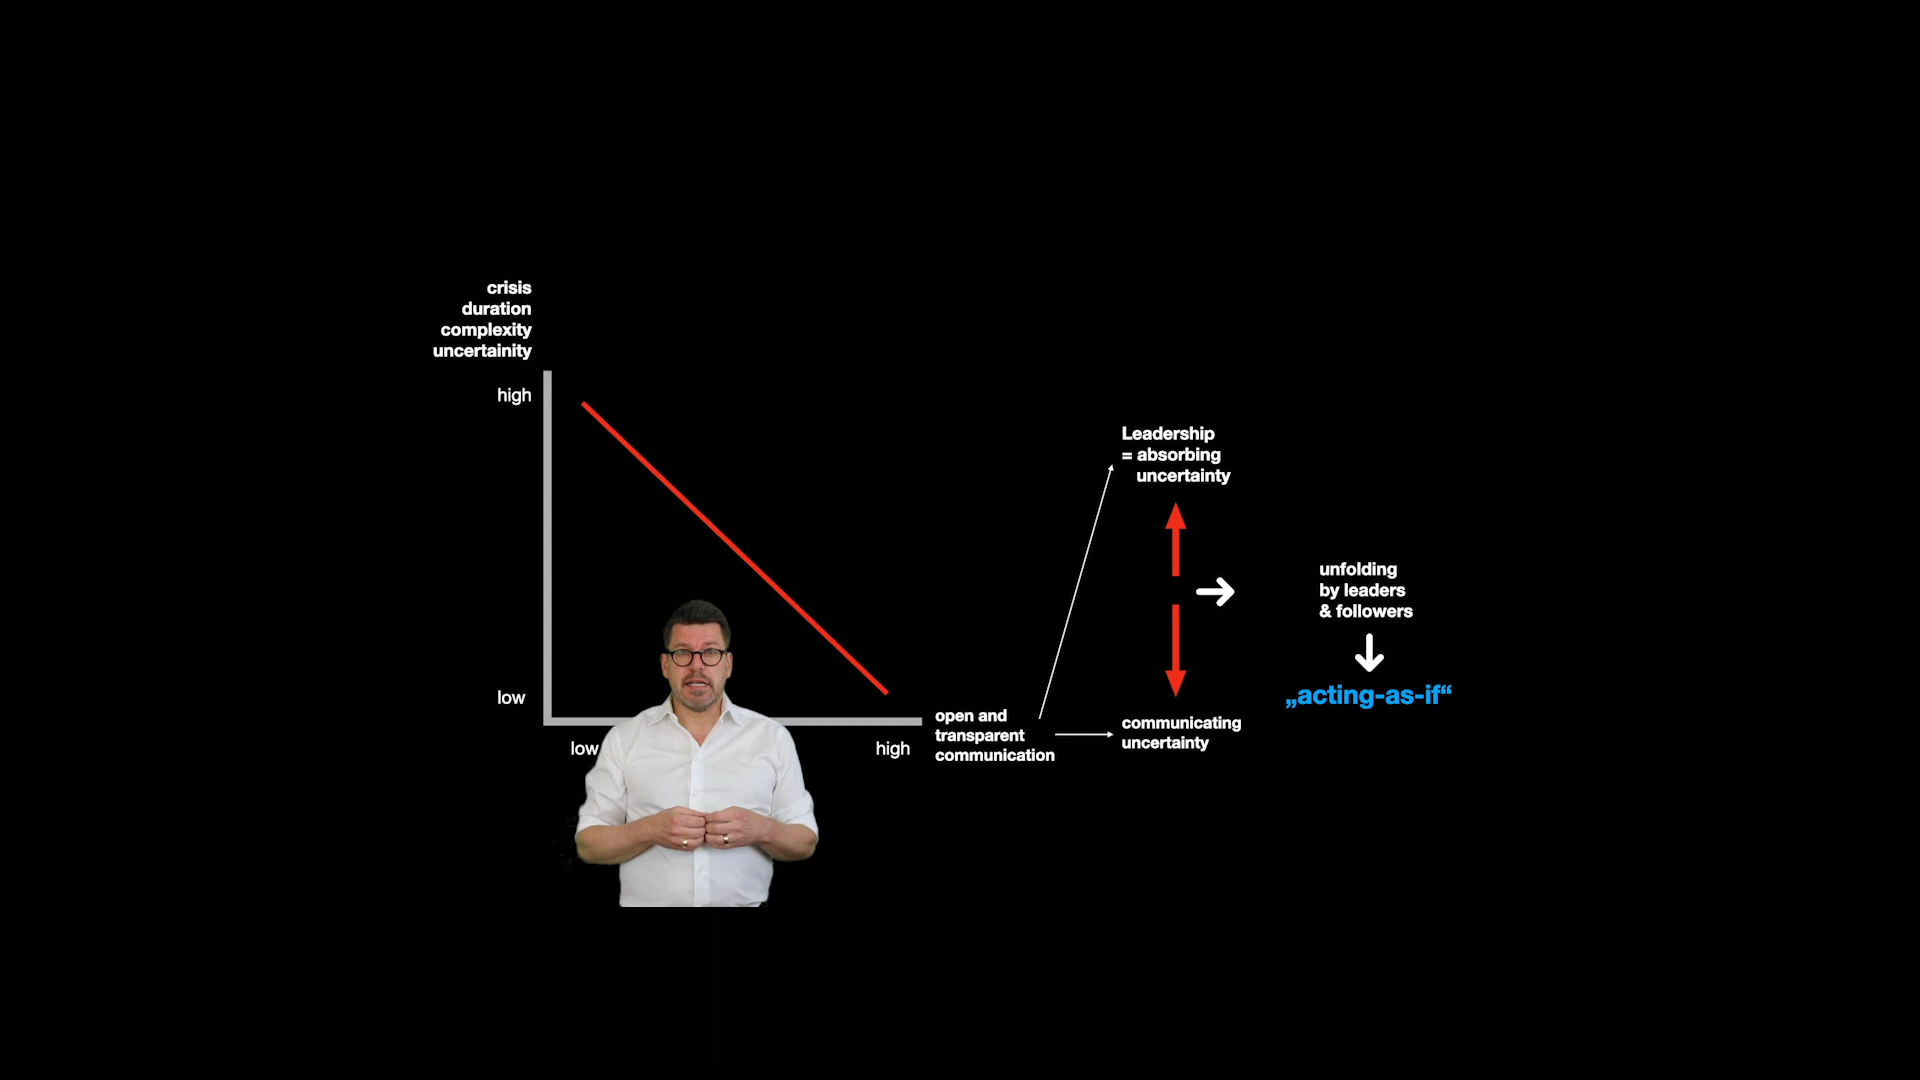 crisis
duration
complexity
uncertainity
high
low
low
high
open and
transparent
communication
Leadership
= absorbing
uncertainty
communicating
uncertainty
unfolding
by leaders
& followers
„acting-as-if“